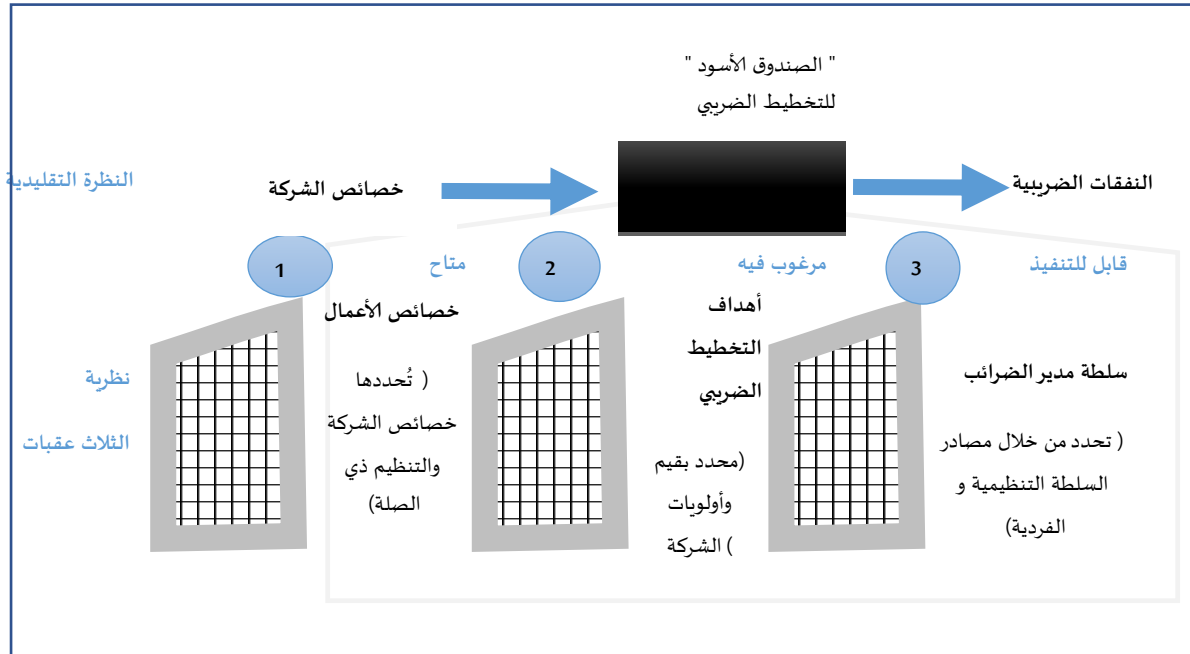 " الصندوق الأسود "
للتخطيط الضريبي
النظرة التقليدية
خصائص الشركة
النفقات الضريبية
1
متاح
2
مرغوب فيه
3
قابل للتنفيذ
نظرية
الثلاث عقبات
خصائص الأعمال
( تُحددها
خصائص الشركة
والتنظيم ذي
الصلة)
أهداف
التخطيط
الضريبي
(محدد بقيم
وأولويات
الشركة (
سلطة مدير الضرائب
( تحدد من خلال مصادر
السلطة التنظيمية و
الفردية)